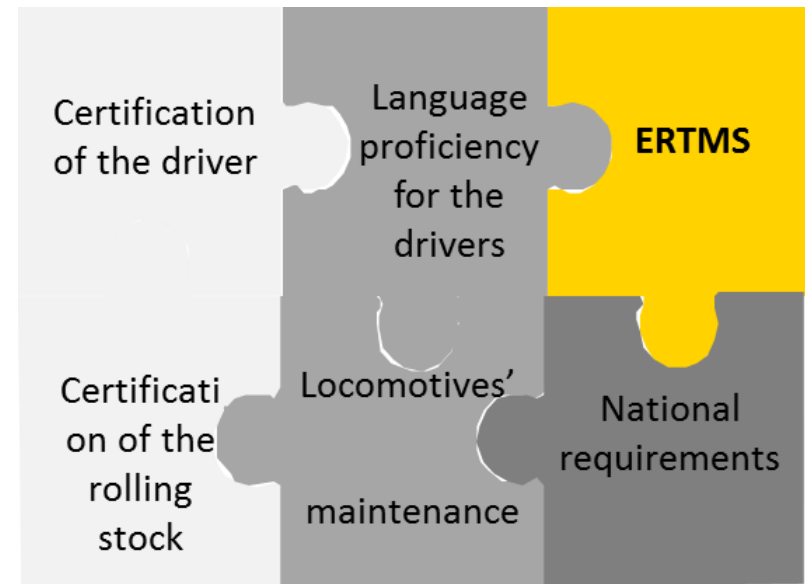 Certification
of the driver
Language
proficiency
for the
drivers
ERTMS
Certificati
on of the
rolling
stock
Locomotives’
maintenance
National
requirements